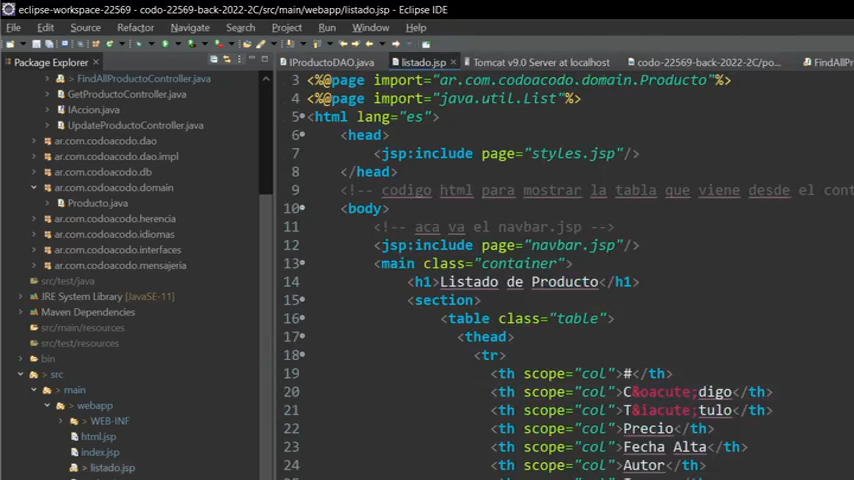 eclipse-workspace-22569 - codo-22569-back-2022-2C/src/main/webapp/listado.jsp - Eclipse IDE
File Edit Source Refactor Navigate Search Project Run Window Help
Package Explorer
IProductoDAO.java listado.jsp Tomcat v9.0 Server at localhost codo-22569-back-2022-2C/po... FindAllP
FindAllProductoController.java
GetProductoController.java
IAccion.java
UpdateProductoController.java
ar.com.codoacodo.dao
ar.com.codoacodo.dao.impl
ar.com.codoacodo.db
ar.com.codoacodo.domain
Producto.java
ar.com.codoacodo.herencia
ar.com.codoacodo.idiomas
ar.com.codoacodo.interfaces
ar.com.codoacodo.mensajeria
src/test/java
JRE System Library [JavaSE-11]
Maven Dependencies
src/main/resources
src/test/resources
bin
src
main
webapp
WEB-INF
html.jsp
index.jsp
> listado.jsp
3 <%@page import="ar.com.codoacodo.domain.Producto"%>
4 <%@page import="java.util.List"%>
5 <html lang="es">
6 <head>
7 <jsp:include page="styles.jsp"/>
8 </head>
9 <!-- codigo html para mostrar la tabla que viene desde el cont
10 <body>
11 <!-- aca va el navbar.jsp -->
12 <jsp:include page="navbar.jsp"/>
13 <main class="container">
14 <h1>Listado de Producto</h1>
15 <section>
16 <table class="table">
17 <thead>
18 <tr>
19 <th scope="col">#</th>
20 <th scope="col">C&oacute;digo</th>
21 <th scope="col">T&iacute;tulo</th>
22 <th scope="col">Precio</th>
23 <th scope="col">Fecha Alta</th>
24 <th scope="col">Autor</th>